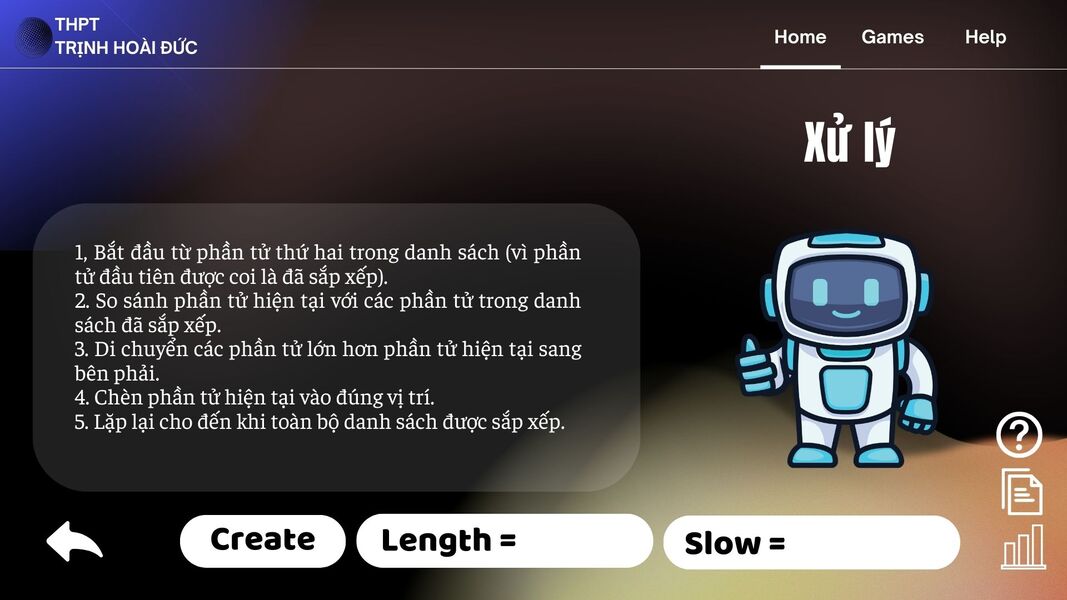 THPT
TRỊNH HOÀI ĐỨC
Home
Games
Help
Xử lý
1, Bắt đầu từ phần tử thứ hai trong danh sách (vì phần
tử đầu tiên được coi là đã sắp xếp).
2. So sánh phần tử hiện tại với các phần tử trong danh
sách đã sắp xếp.
3. Di chuyển các phần tử lớn hơn phần tử hiện tại sang
bên phải.
4. Chèn phần tử hiện tại vào đúng vị trí.
5. Lặp lại cho đến khi toàn bộ danh sách được sắp xếp.
Create
Length =
Slow =